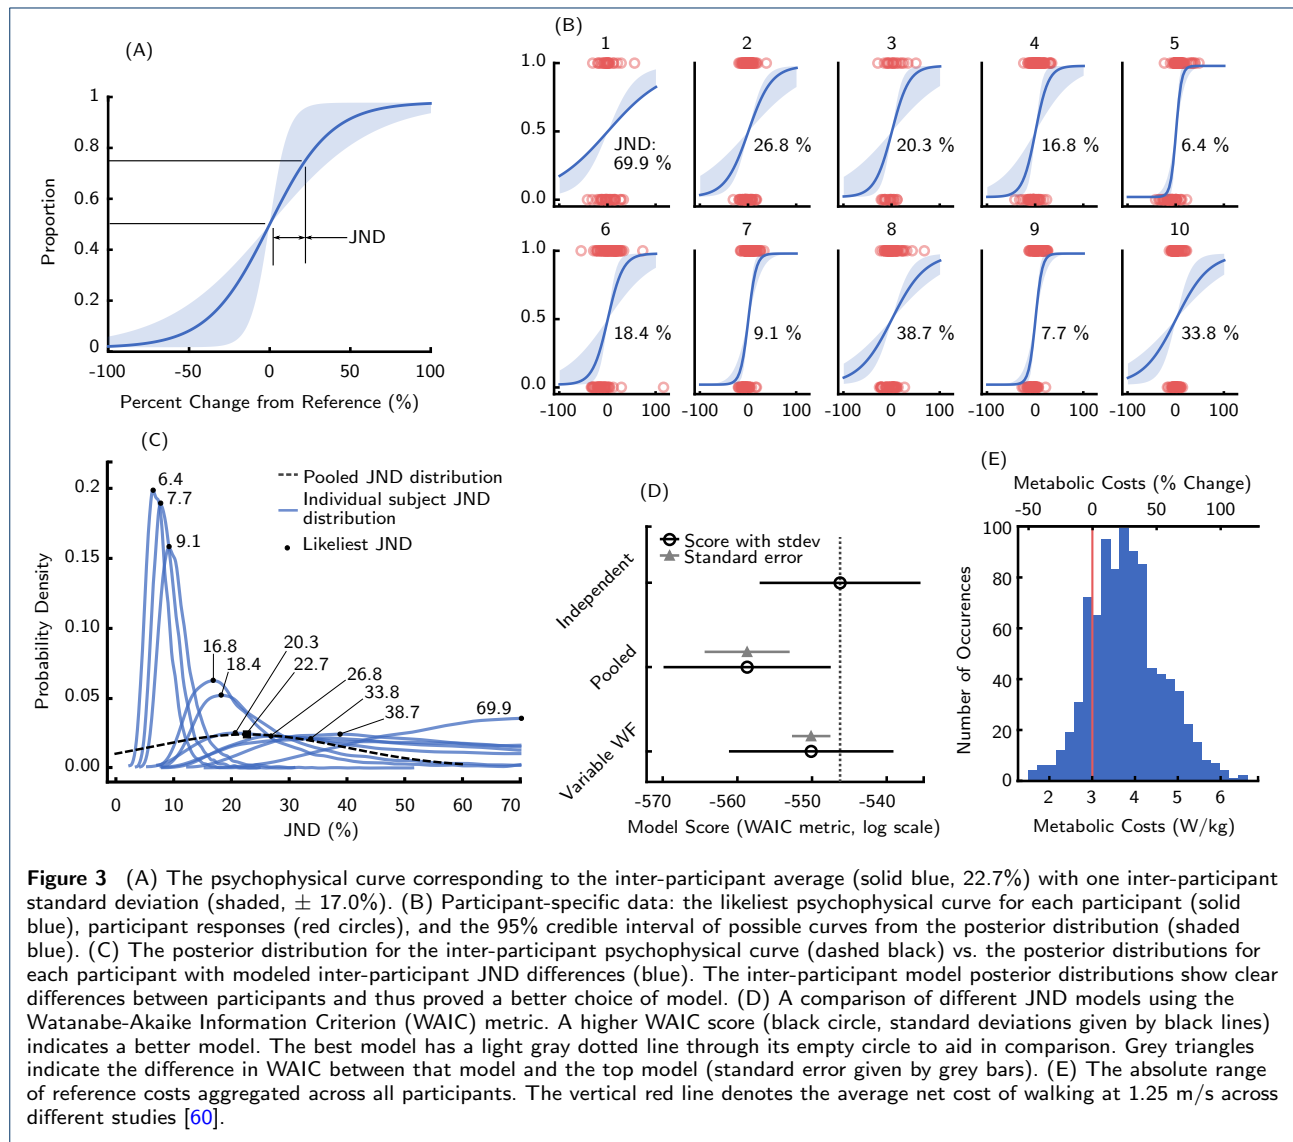 (A)
1
0.8
0.6
0.4
0.2
0
Proportion
JND
-100 -50 0 50 100
Percent Change from Reference (%)
(B)
1 2 3 4 5
1.0
0.5
0.0
JND:
69.9 %
26.8 %
20.3 %
16.8 %
6.4 %
6 7 8 9 10
1.0
0.5
0.0
18.4 %
9.1 %
38.7 %
7.7 %
33.8 %
-100 0 100
-100 0 100
-100 0 100
-100 0 100
-100 0 100
(C)
0.2
0.15
0.10
0.05
0.00
Probability Density
6.4
7.7
9.1
16.8
18.4
20.3
22.7
26.8
33.8
38.7
69.9
Pooled JND distribution
Individual subject JND
distribution
Likeliest JND
0 10 20 30 40 50 60 70
JND (%)
(D)
Score with stdev
Standard error
Independent
Pooled
Variable WF
-570 -560 -550 -540
Model Score (WAIC metric, log scale)
(E)
Metabolic Costs (% Change)
-50 0 50 100
100
80
60
40
20
0
Number of Occurences
2 3 4 5 6
Metabolic Costs (W/kg)
Figure 3 (A) The psychophysical curve corresponding to the inter-participant average (solid blue, 22.7%) with one inter-participant
standard deviation (shaded, ± 17.0%). (B) Participant-specific data: the likeliest psychophysical curve for each participant (solid
blue), participant responses (red circles), and the 95% credible interval of possible curves from the posterior distribution (shaded
blue). (C) The posterior distribution for the inter-participant psychophysical curve (dashed black) vs. the posterior distributions for
each participant with modeled inter-participant JND differences (blue). The inter-participant model posterior distributions show clear
differences between participants and thus proved a better choice of model. (D) A comparison of different JND models using the
Watanabe-Akaike Information Criterion (WAIC) metric. A higher WAIC score (black circle, standard deviations given by black lines)
indicates a better model. The best model has a light gray dotted line through its empty circle to aid in comparison. Grey triangles
indicate the difference in WAIC between that model and the top model (standard error given by grey bars). (E) The absolute range
of reference costs aggregated across all participants. The vertical red line denotes the average net cost of walking at 1.25 m/s across
different studies [60].